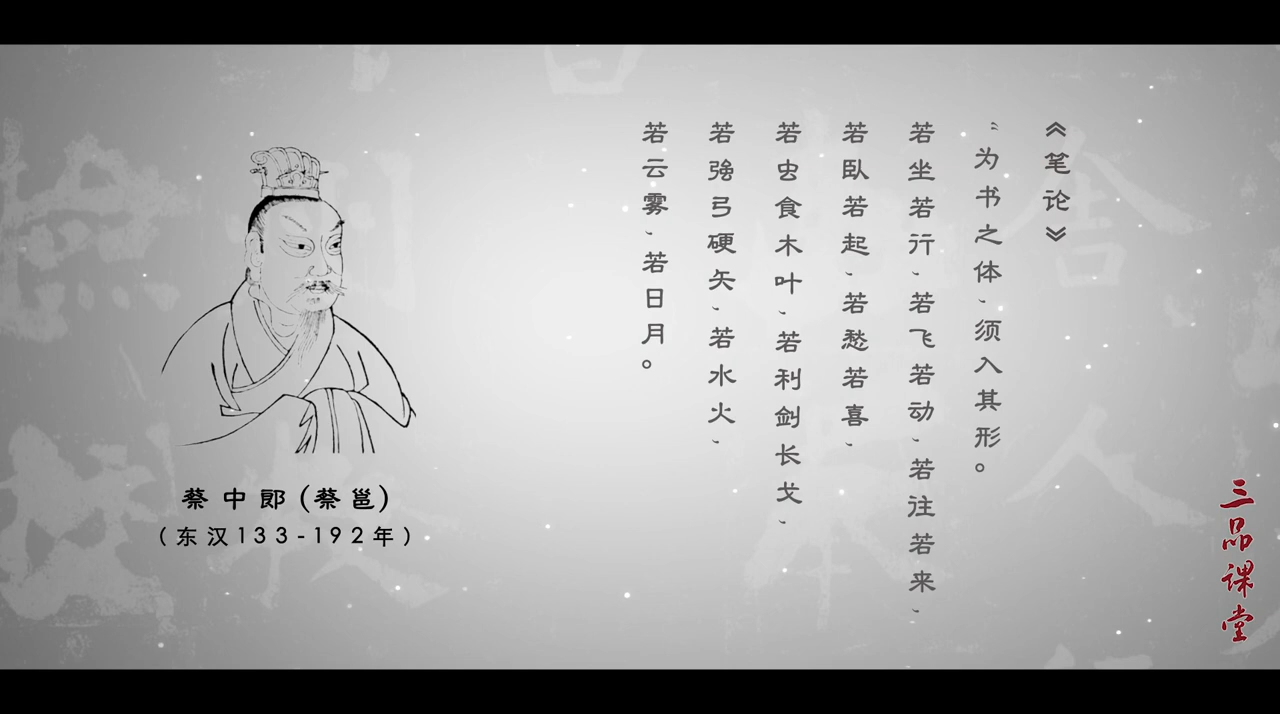 《笔论》
“为书之体、须入其形。
若坐若行、若飞若动、若往若来、
若卧若起、若愁若喜、
若虫食木叶、若利剑长戈、
若强弓硬矢、若水火、
若云雾、若日月。
蔡中郎(蔡邕)
(东汉133-192年)
三品课堂